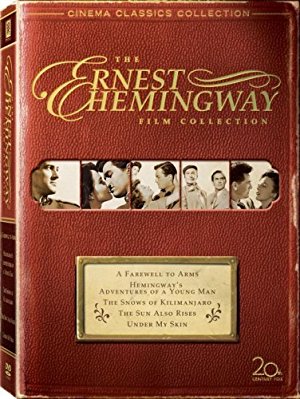 CINEMA CLASSICS COLLECTION
THE
ERNEST
HEMINGWAY
FILM COLLECTION
A FAREWELL TO ARMS
HEMINGWAY'S
ADVENTURES OF A YOUNG MAN
THE SNOWS OF KILIMANJARO
THE SUN ALSO RISES
UNDER MY SKIN
20th
CENTURY FOX